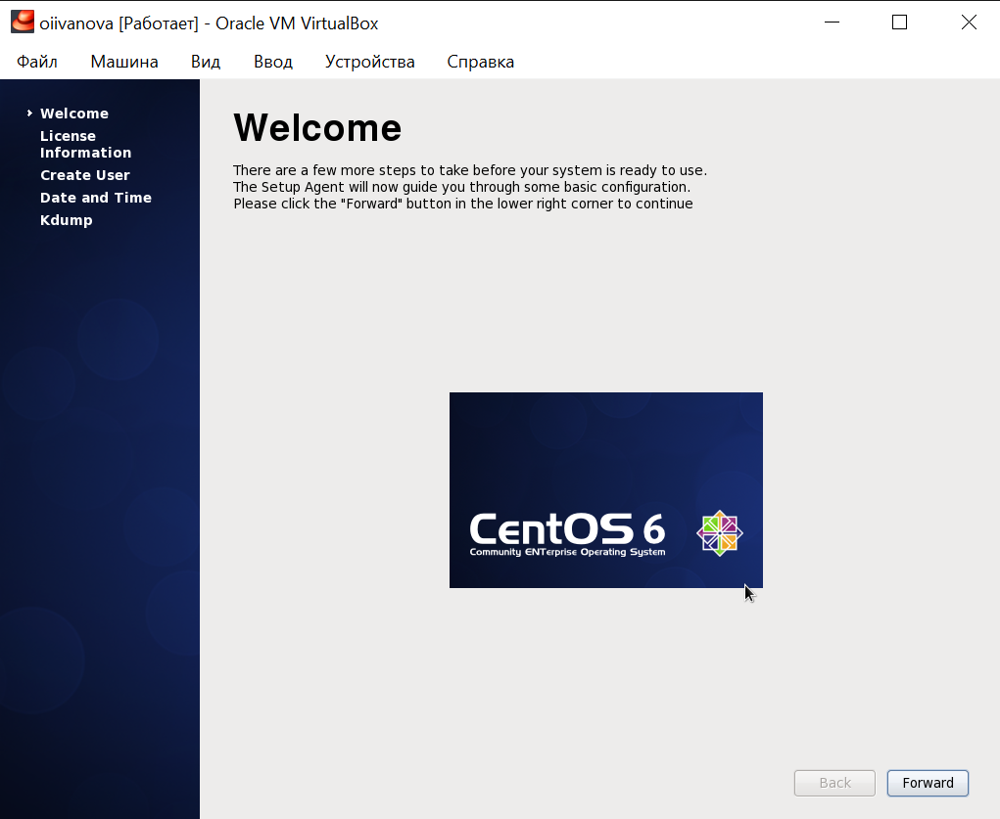 oiivanova [Работает] - Oracle VM VirtualBox
Файл Машина Вид Ввод Устройства Справка
Welcome
License
Information
Create User
Date and Time
Kdump
Welcome
There are a few more steps to take before your system is ready to use.
The Setup Agent will now guide you through some basic configuration.
Please click the "Forward" button in the lower right corner to continue
CentOS 6
Community ENTerprise Operating System
Back Forward